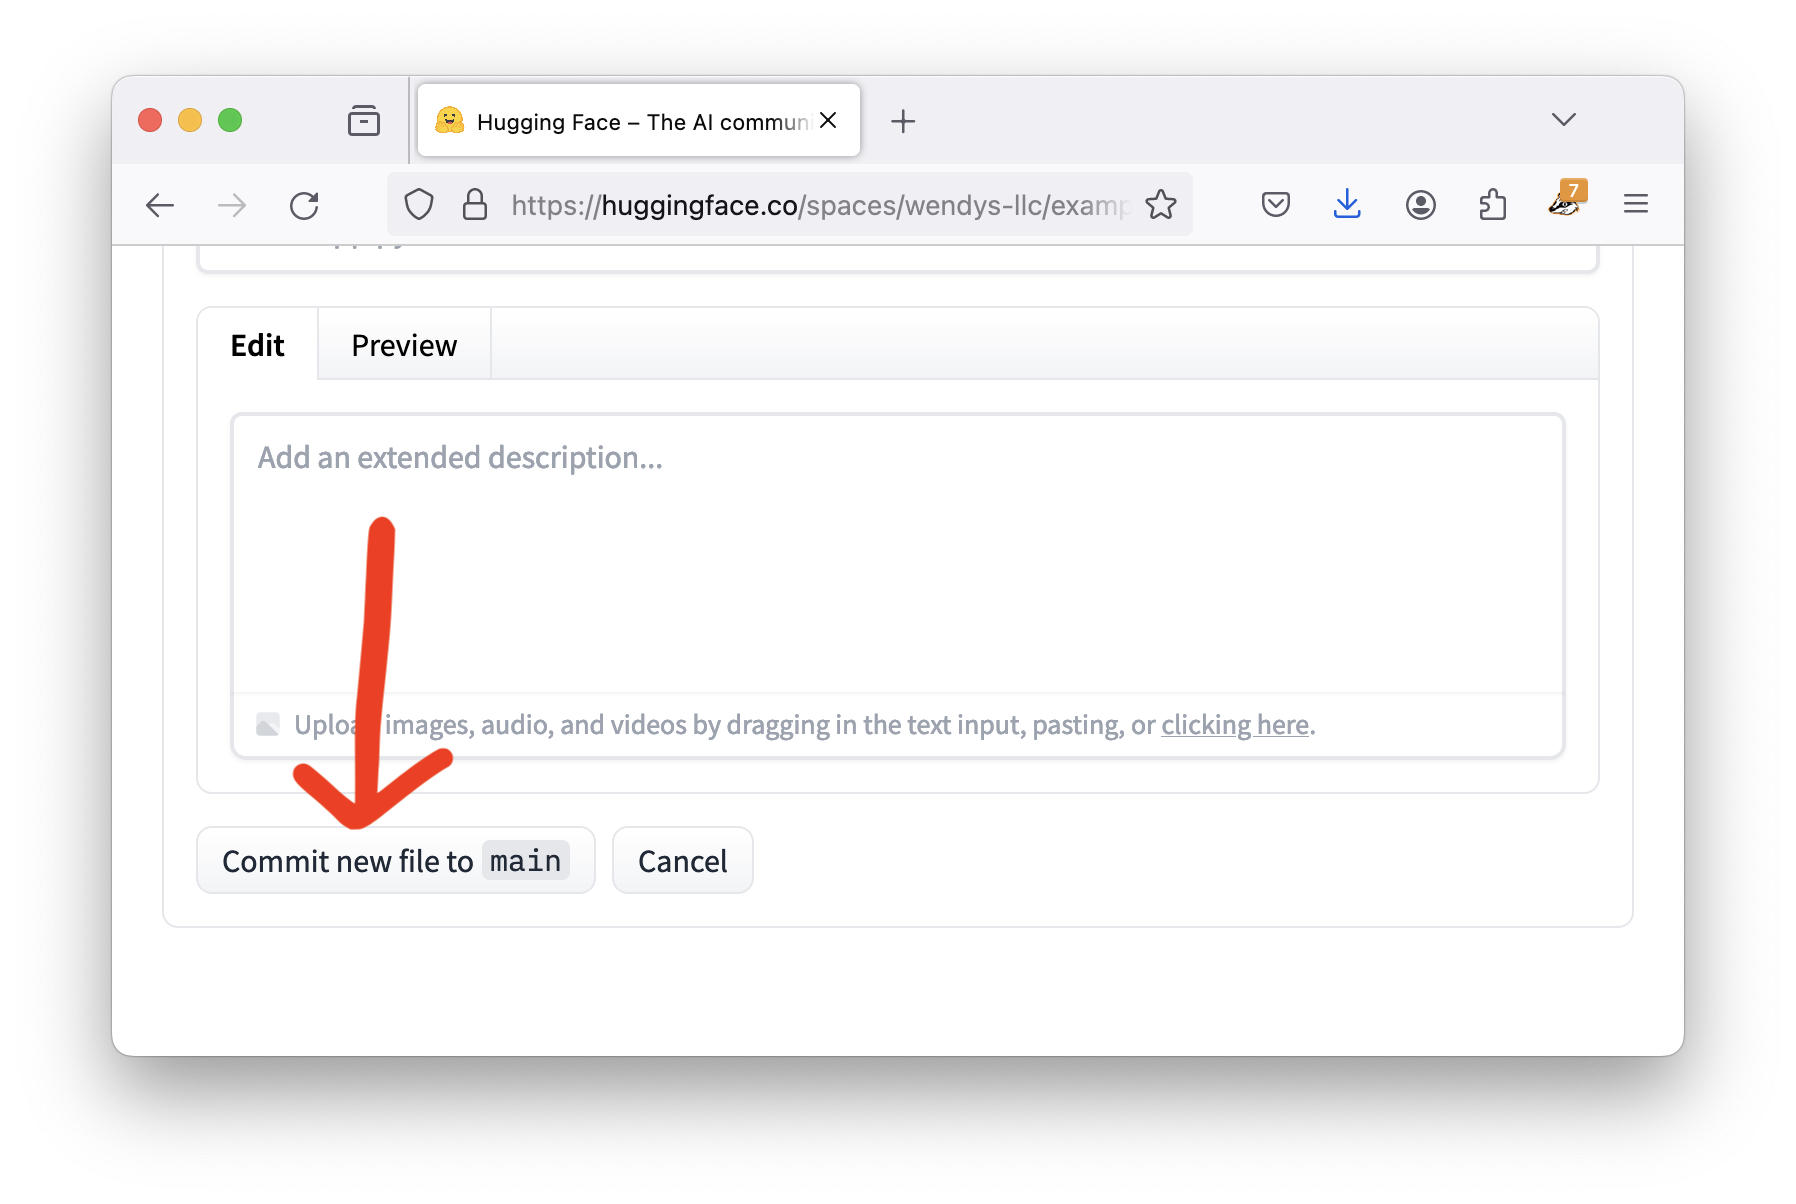 Hugging Face – The AI commun
7
https://huggingface.co/spaces/wendys-llc/examp
Edit
Preview
Add an extended description...
images, audio, and videos by dragging in the text input, pasting, or clicking here.
Commit new file to main
Cancel